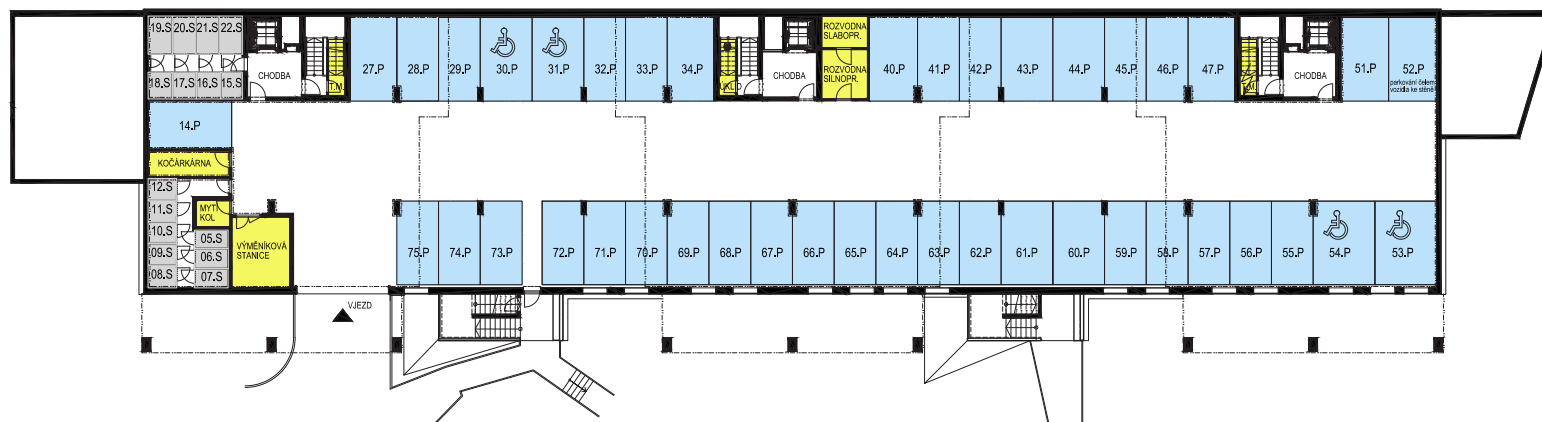 19.S 20.S 21.S 22.S
18.S 17.S 16.S 15.S
CHODBA
T.M.
27.P 28.P 29.P 30.P 31.P 32.P 33.P 34.P
ÚKLID
CHODBA
ROZVODNA
SLABOPR.
ROZVODNA
SILNOPR.
40.P 41.P 42.P 43.P 44.P 45.P 46.P 47.P
CHODBA
51.P 52.P
parkování čelem
vozidla ke stěně
14.P
KOČÁRKÁRNA
12.S
11.S
10.S
09.S
08.S
MYTÍ
KOL
05.S
06.S
07.S
VÝMĚNÍKOVÁ
STANICE
75.P 74.P 73.P 72.P 71.P 70.P 69.P 68.P 67.P 66.P 65.P 64.P 63.P 62.P 61.P 60.P 59.P 58.P 57.P 56.P 55.P 54.P 53.P
VJEZD